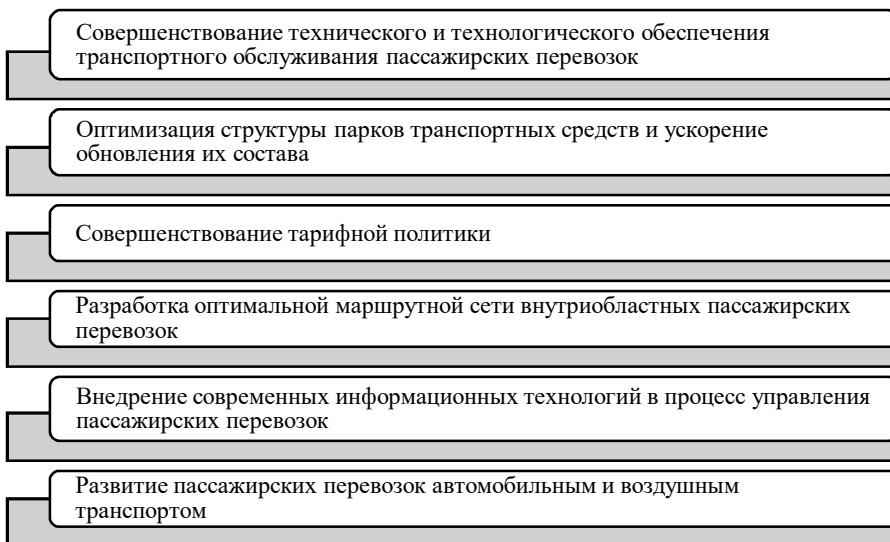 Совершенствование технического и технологического обеспечения
транспортного обслуживания пассажирских перевозок
Оптимизация структуры парков транспортных средств и ускорение
обновления их состава
Совершенствование тарифной политики
Разработка оптимальной маршрутной сети внутриобластных пассажирских
перевозок
Внедрение современных информационных технологий в процесс управления
пассажирских перевозок
Развитие пассажирских перевозок автомобильным и воздушным
транспортом